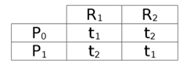 R₁ R₂
P₀ t₁ t₂
P₁ t₂ t₁